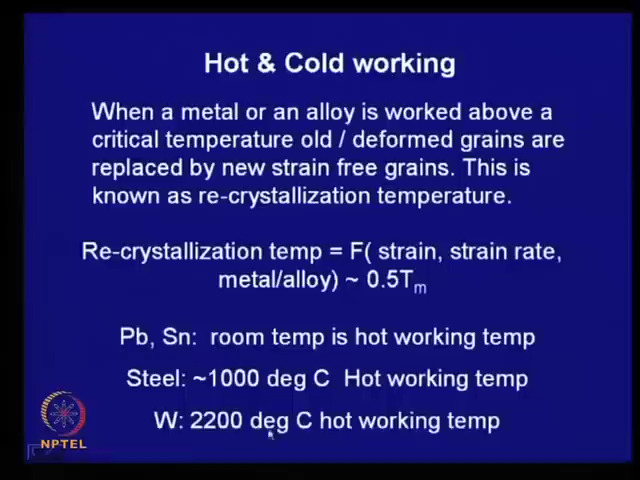 Hot & Cold working
When a metal or an alloy is worked above a
critical temperature old / deformed grains are
replaced by new strain free grains. This is
known as re-crystallization temperature.
Re-crystallization temp = F( strain, strain rate,
metal/alloy) ~ 0.5Tm
Pb, Sn: room temp is hot working temp
Steel: ~1000 deg C Hot working temp
W: 2200 deg C hot working temp
NPTEL